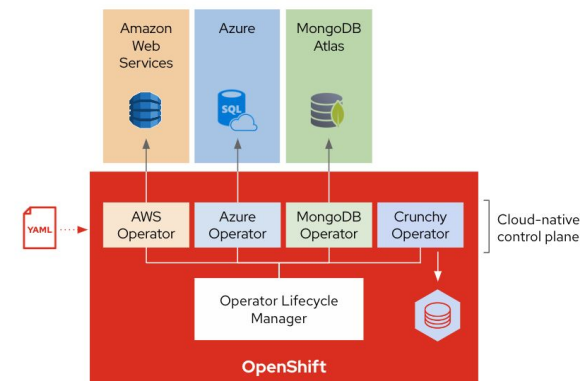 Amazon
Web
Services
Azure
MongoDB
Atlas
SQL
YAML
AWS
Operator
Azure
Operator
MongoDB
Operator
Crunchy
Operator
Cloud-native
control plane
Operator Lifecycle
Manager
OpenShift